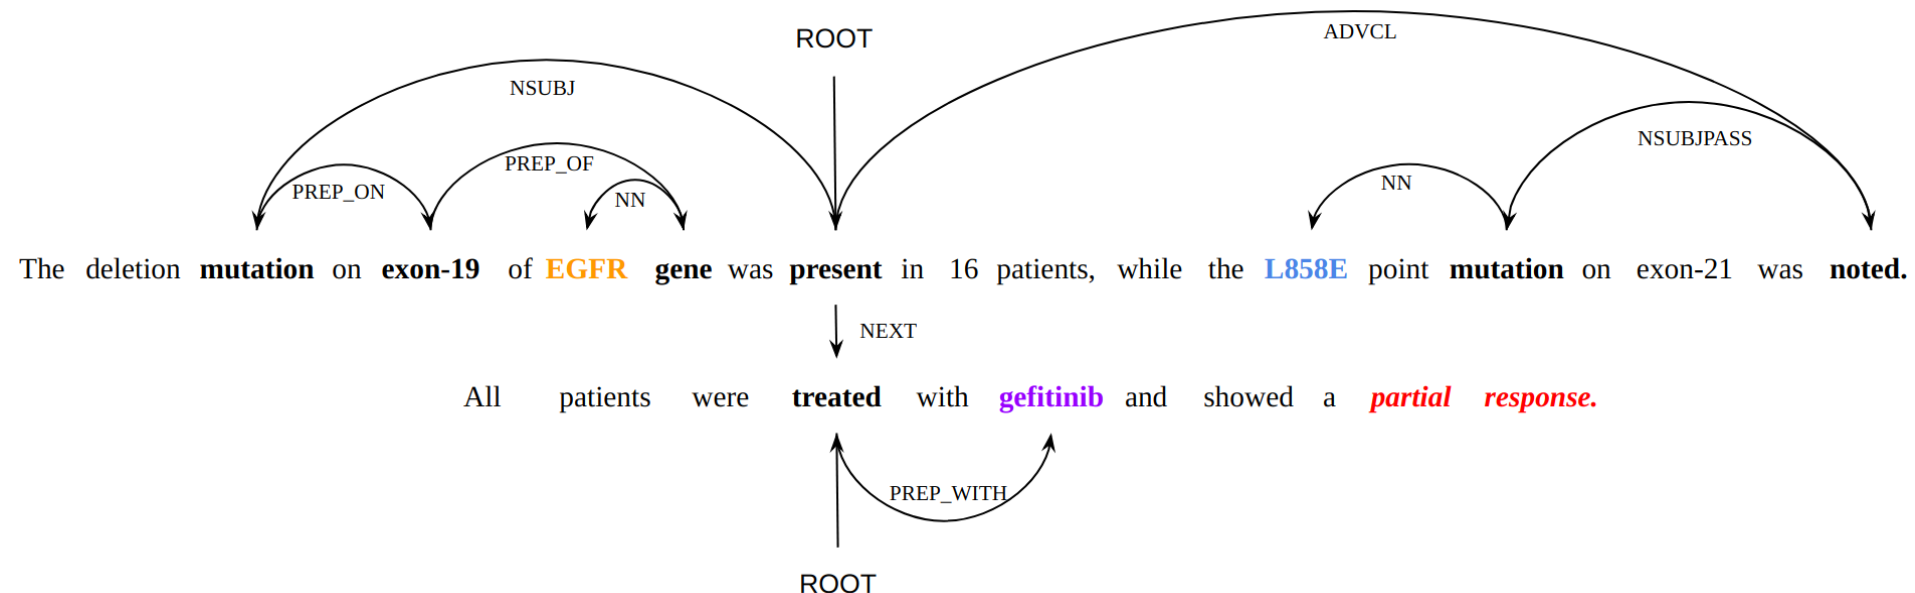 ADVCL
ROOT
NSUBJ
NSUBJPASS
PREP_OF
PREP_ON
NN
NN
The deletion mutation on exon-19 of EGFR gene was present in 16 patients, while the L858E point mutation on exon-21 was noted.
NEXT
All patients were treated with gefitinib and showed a partial response.
PREP_WITH
ROOT